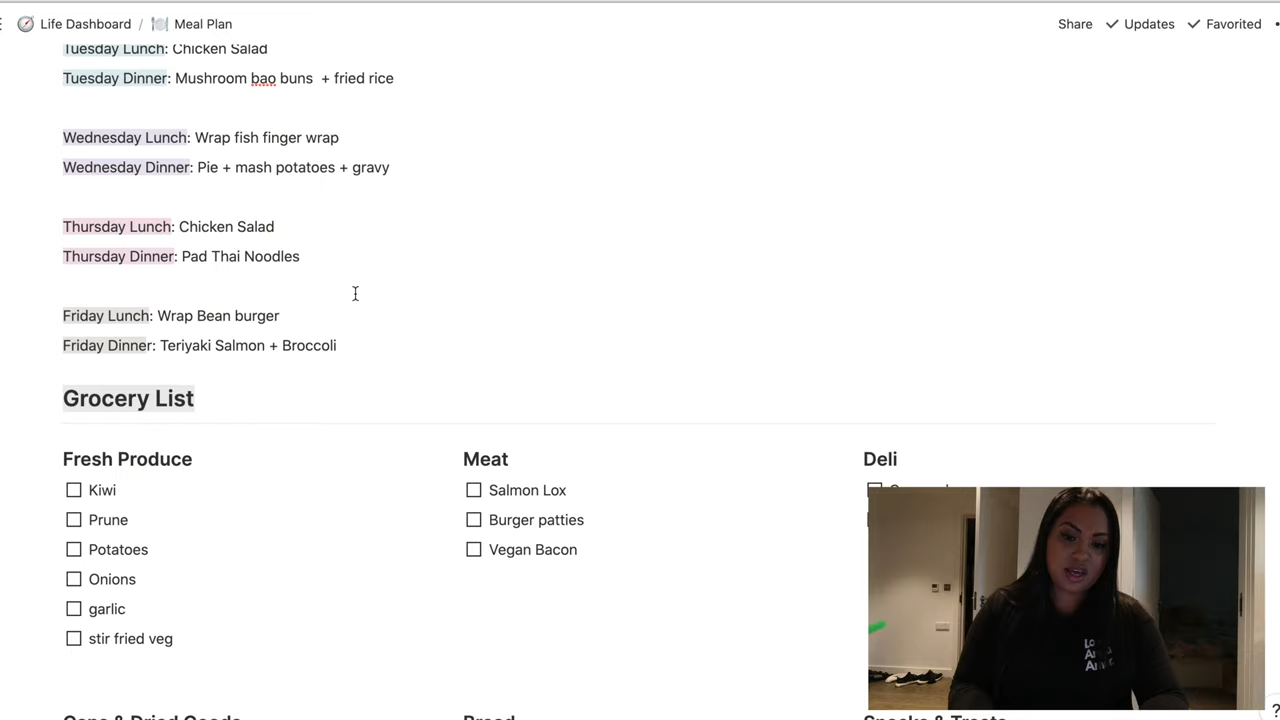 Life Dashboard / Meal Plan
Share Updates Favorited
Tuesday Lunch: Chicken Salad
Tuesday Dinner: Mushroom bao buns + fried rice
Wednesday Lunch: Wrap fish finger wrap
Wednesday Dinner: Pie + mash potatoes + gravy
Thursday Lunch: Chicken Salad
Thursday Dinner: Pad Thai Noodles
Friday Lunch: Wrap Bean burger
Friday Dinner: Teriyaki Salmon + Broccoli
Grocery List
Fresh Produce
Kiwi
Prune
Potatoes
Onions
garlic
stir fried veg
Meat
Salmon Lox
Burger patties
Vegan Bacon
Deli
Bread
?